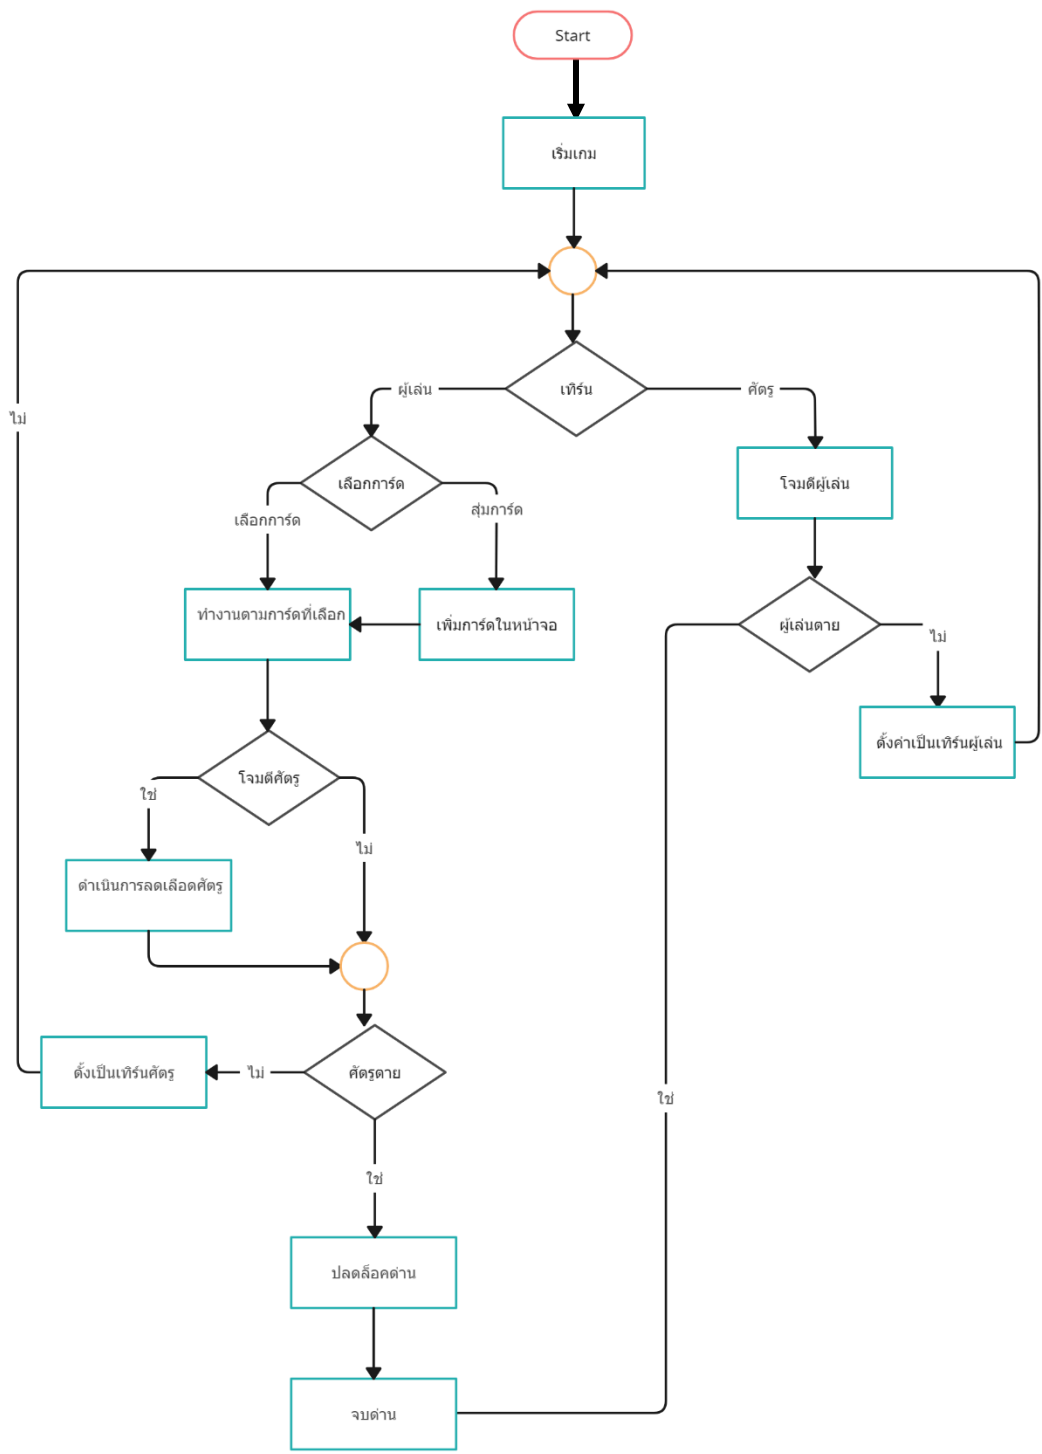 Start
เริ่มเกม
เทิร์น
ผู้เล่น
ศัตรู
ไม่
เลือกการ์ด
โจมตีผู้เล่น
เลือกการ์ด
สุ่มการ์ด
ทำงานตามการ์ดที่เลือก
เพิ่มการ์ดในหน้าจอ
ผู้เล่นตาย
ไม่
ตั้งค่าเป็นเทิร์นผู้เล่น
โจมตีศัตรู
ใช่
ไม่
ดำเนินการลดเลือดศัตรู
ตั้งเป็นเทิร์นศัตรู
ไม่
ศัตรูตาย
ใช่
ใช่
ปลดล็อคด่าน
จบด่าน